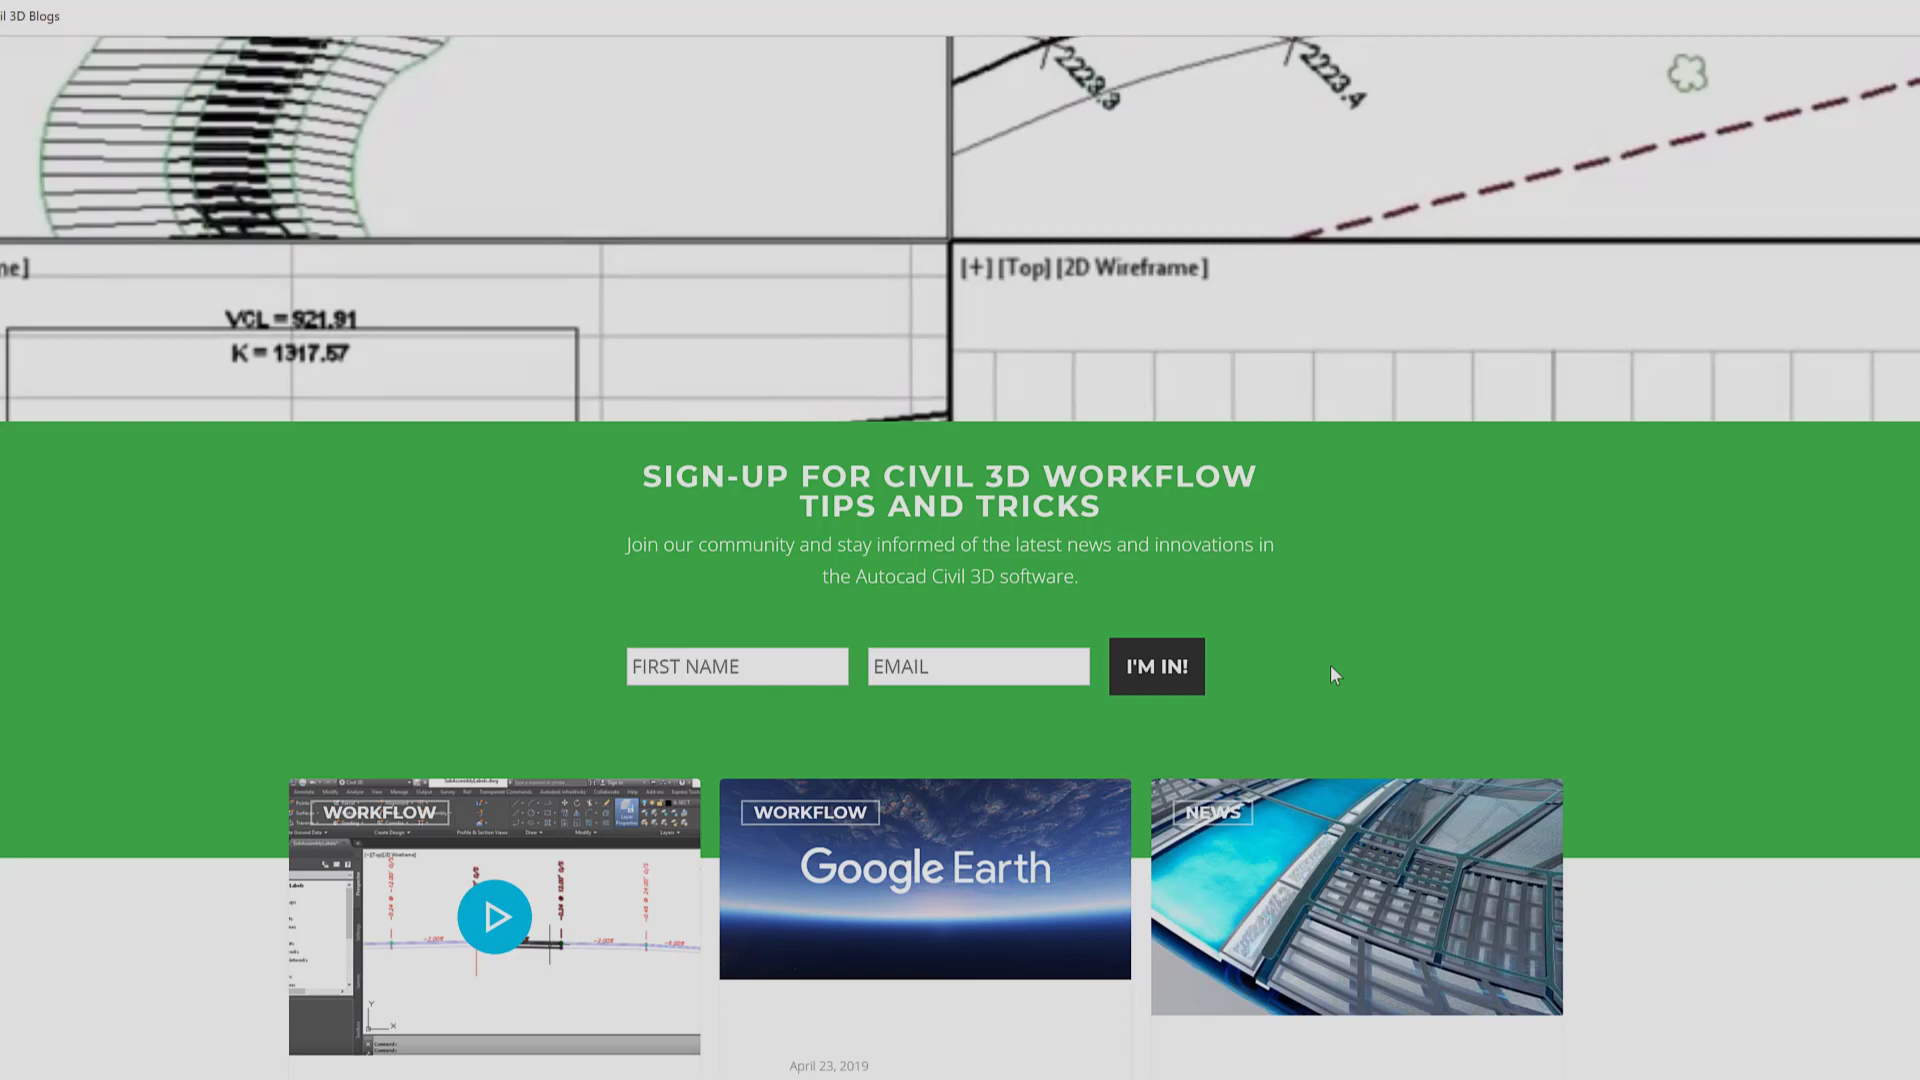 il 3D Blogs
2223.3
2223.4
ne]
[+] [Top] [2D Wireframe]
VCL = 921.91
K = 1317.57
SIGN-UP FOR CIVIL 3D WORKFLOW
TIPS AND TRICKS
Join our community and stay informed of the latest news and innovations in
the Autocad Civil 3D software.
FIRST NAME
EMAIL
I'M IN!
WORKFLOW
WORKFLOW
NEWS
Google Earth
April 23, 2019